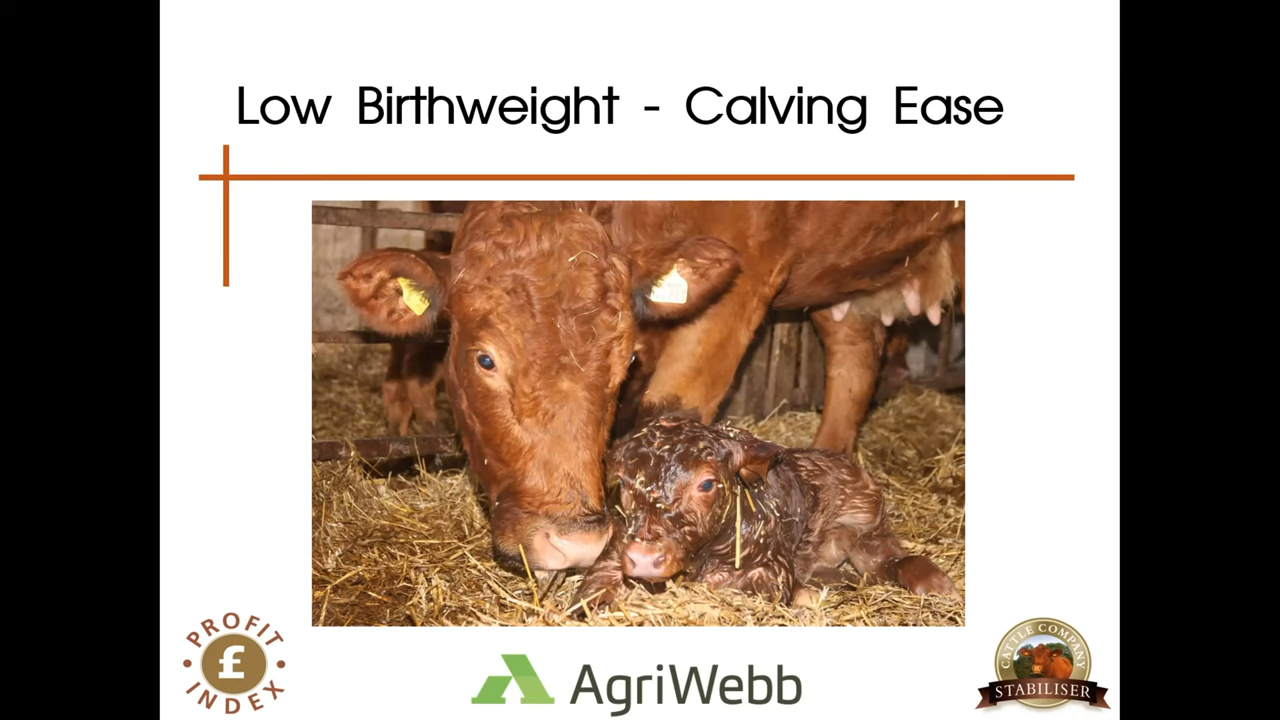 Low Birthweight - Calving Ease
PROFIT
£
INDEX
AgriWebb
CATTLE COMPANY
STABILISER